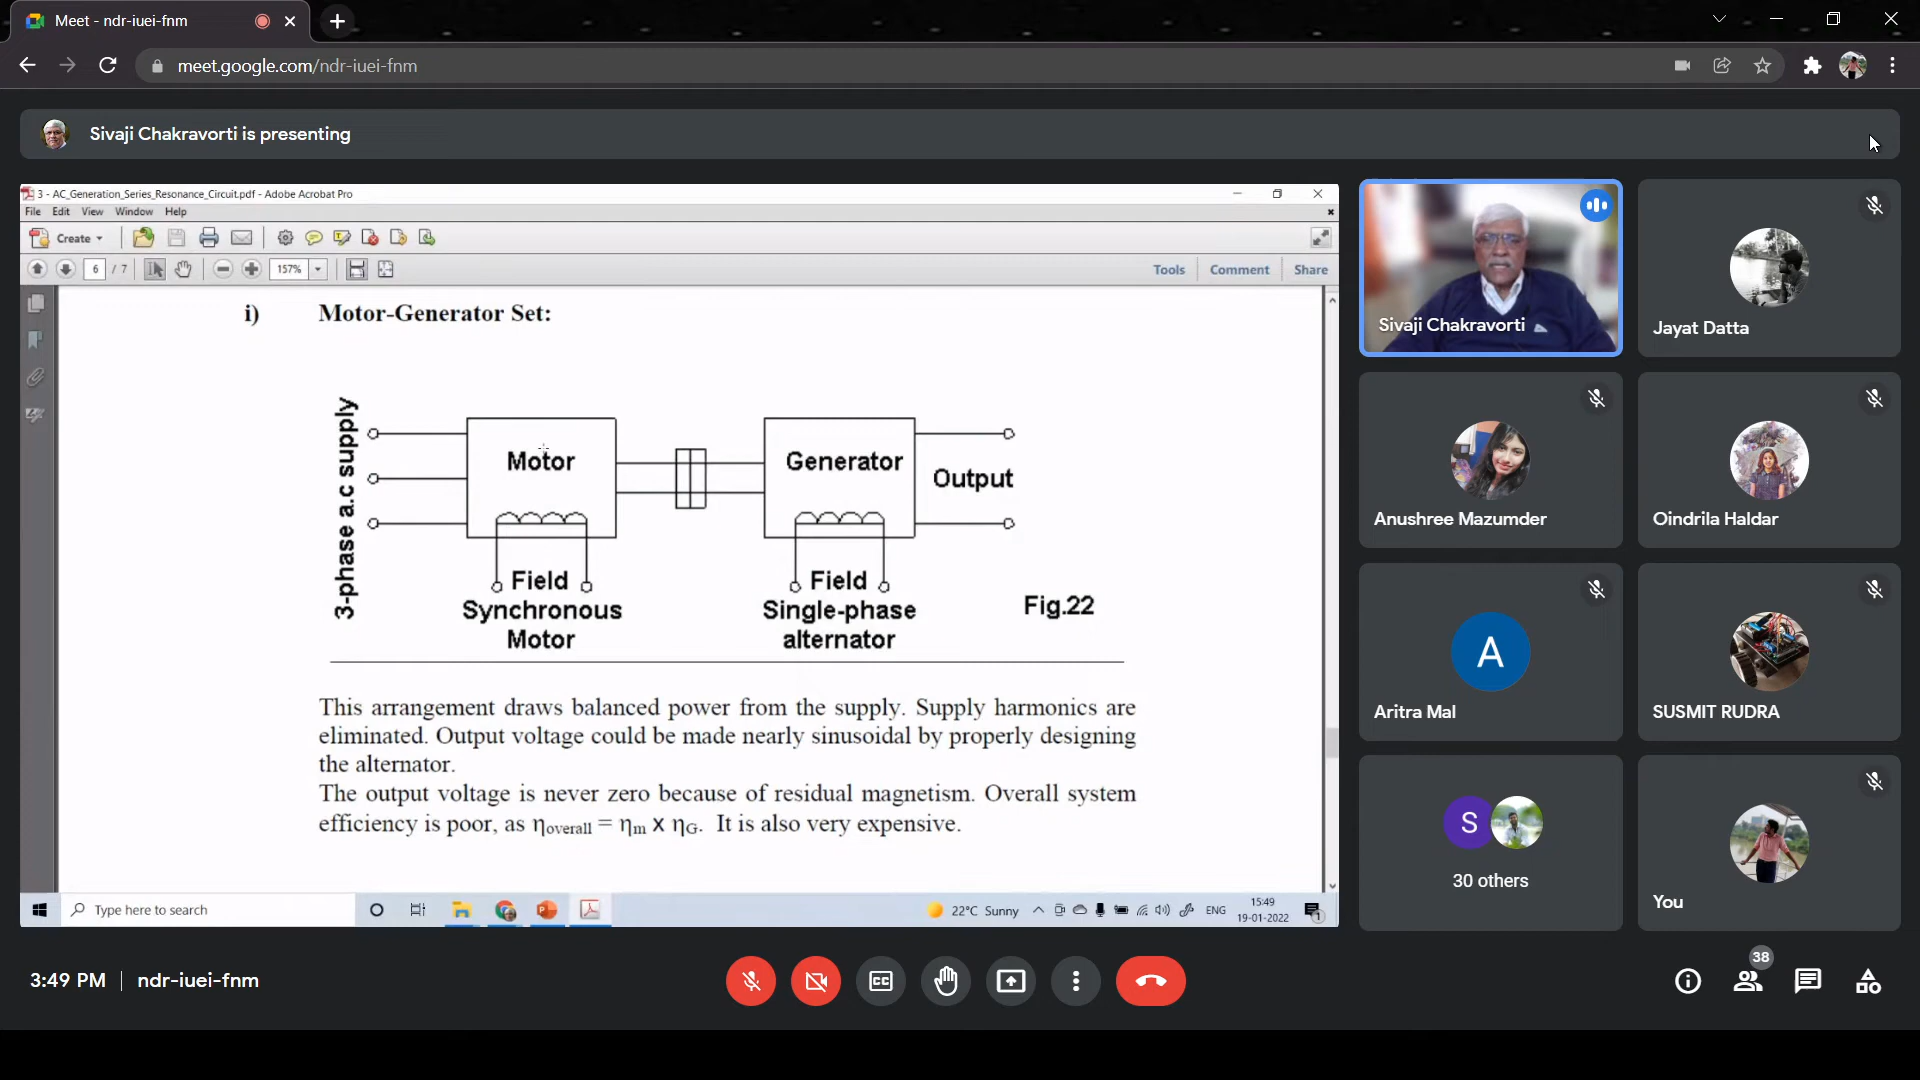 Meet - ndr-iuei-fnm
meet.google.com/ndr-iuei-fnm
Sivaji Chakravorti is presenting
3 - AC_Generation_Series_Resonance_Circuit.pdf - Adobe Acrobat Pro
File Edit View Window Help
Create
6 / 7 157% Tools Comment Share
i) Motor-Generator Set:
3-phase a.c supply
Motor
Generator
Output
Field
Synchronous
Motor
Field
Single-phase
alternator
Fig.22
This arrangement draws balanced power from the supply. Supply harmonics are
eliminated. Output voltage could be made nearly sinusoidal by properly designing
the alternator.
The output voltage is never zero because of residual magnetism. Overall system
efficiency is poor, as ηoverall = ηm X ηG. It is also very expensive.
Type here to search
22°C Sunny
ENG
15:49
19-01-2022
1
Sivaji Chakravorti
Jayat Datta
Anushree Mazumder
Oindrila Haldar
A
Aritra Mal
SUSMIT RUDRA
S
30 others
You
3:49 PM | ndr-iuei-fnm
CC
38